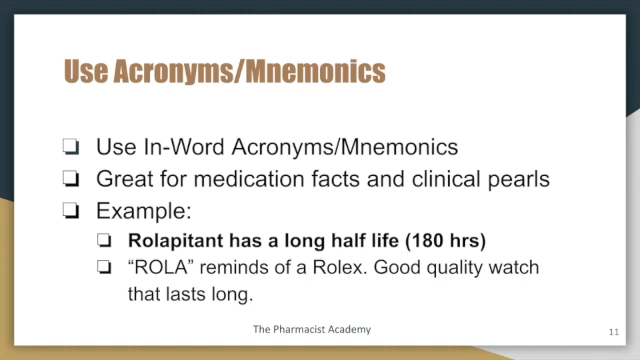 Use Acronyms/Mnemonics
Use In-Word Acronyms/Mnemonics
Great for medication facts and clinical pearls
Example:
Rolapitant has a long half life (180 hrs)
“ROLA” reminds of a Rolex. Good quality watch
that lasts long.
The Pharmacist Academy
11